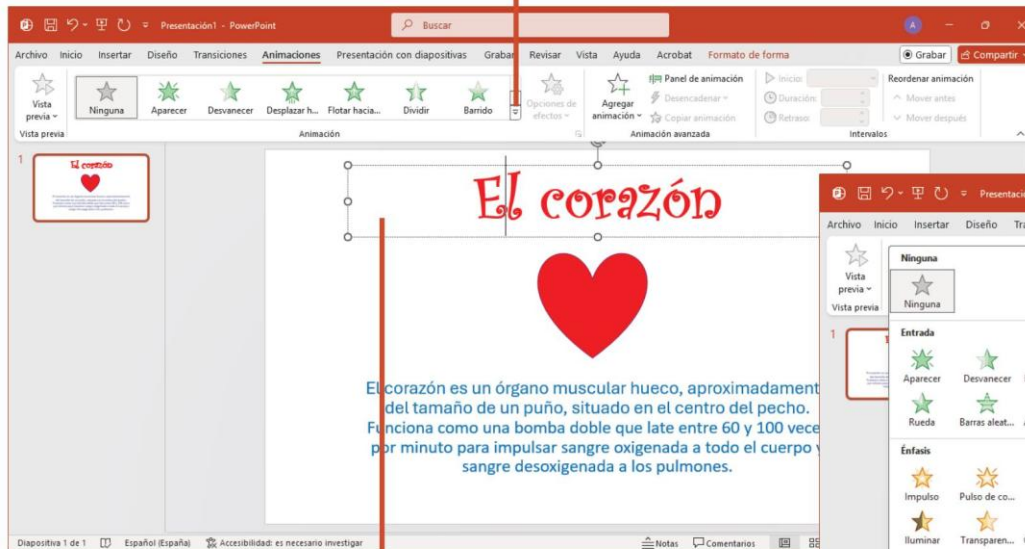 Presentación1 - PowerPoint
Buscar
A
Archivo Inicio Insertar Diseño Transiciones Animaciones Presentación con diapositivas Grabar Revisar Vista Ayuda Acrobat Formato de forma
Grabar
Compartir
Vista previa
Ninguna
Aparecer
Desvanecer
Desplazar h...
Flotar hacia...
Dividir
Barrido
Opciones de efectos
Agregar animación
Panel de animación
Desencadenar
Copiar animación
Inicio:
Duración:
Retraso:
Reordenar animación
Mover antes
Mover después
Vista previa
Animación
Animación avanzada
Intervalos
1
El corazón
El corazón
El corazón es un órgano muscular hueco, aproximadament
del tamaño de un puño, situado en el centro del pecho.
Funciona como una bomba doble que late entre 60 y 100 vece
por minuto para impulsar sangre oxigenada a todo el cuerpo y
sangre desoxigenada a los pulmones.
Diapositiva 1 de 1
Español (España)
Accesibilidad: es necesario investigar
Notas
Comentarios
Presentación
Archivo Inicio Insertar Diseño Tra
Vista previa
Vista previa
1
Ninguna
Ninguna
Entrada
Aparecer
Desvanecer
Rueda
Barras aleat...
Énfasis
Impulso
Pulso de co...
Iluminar
Transparen...